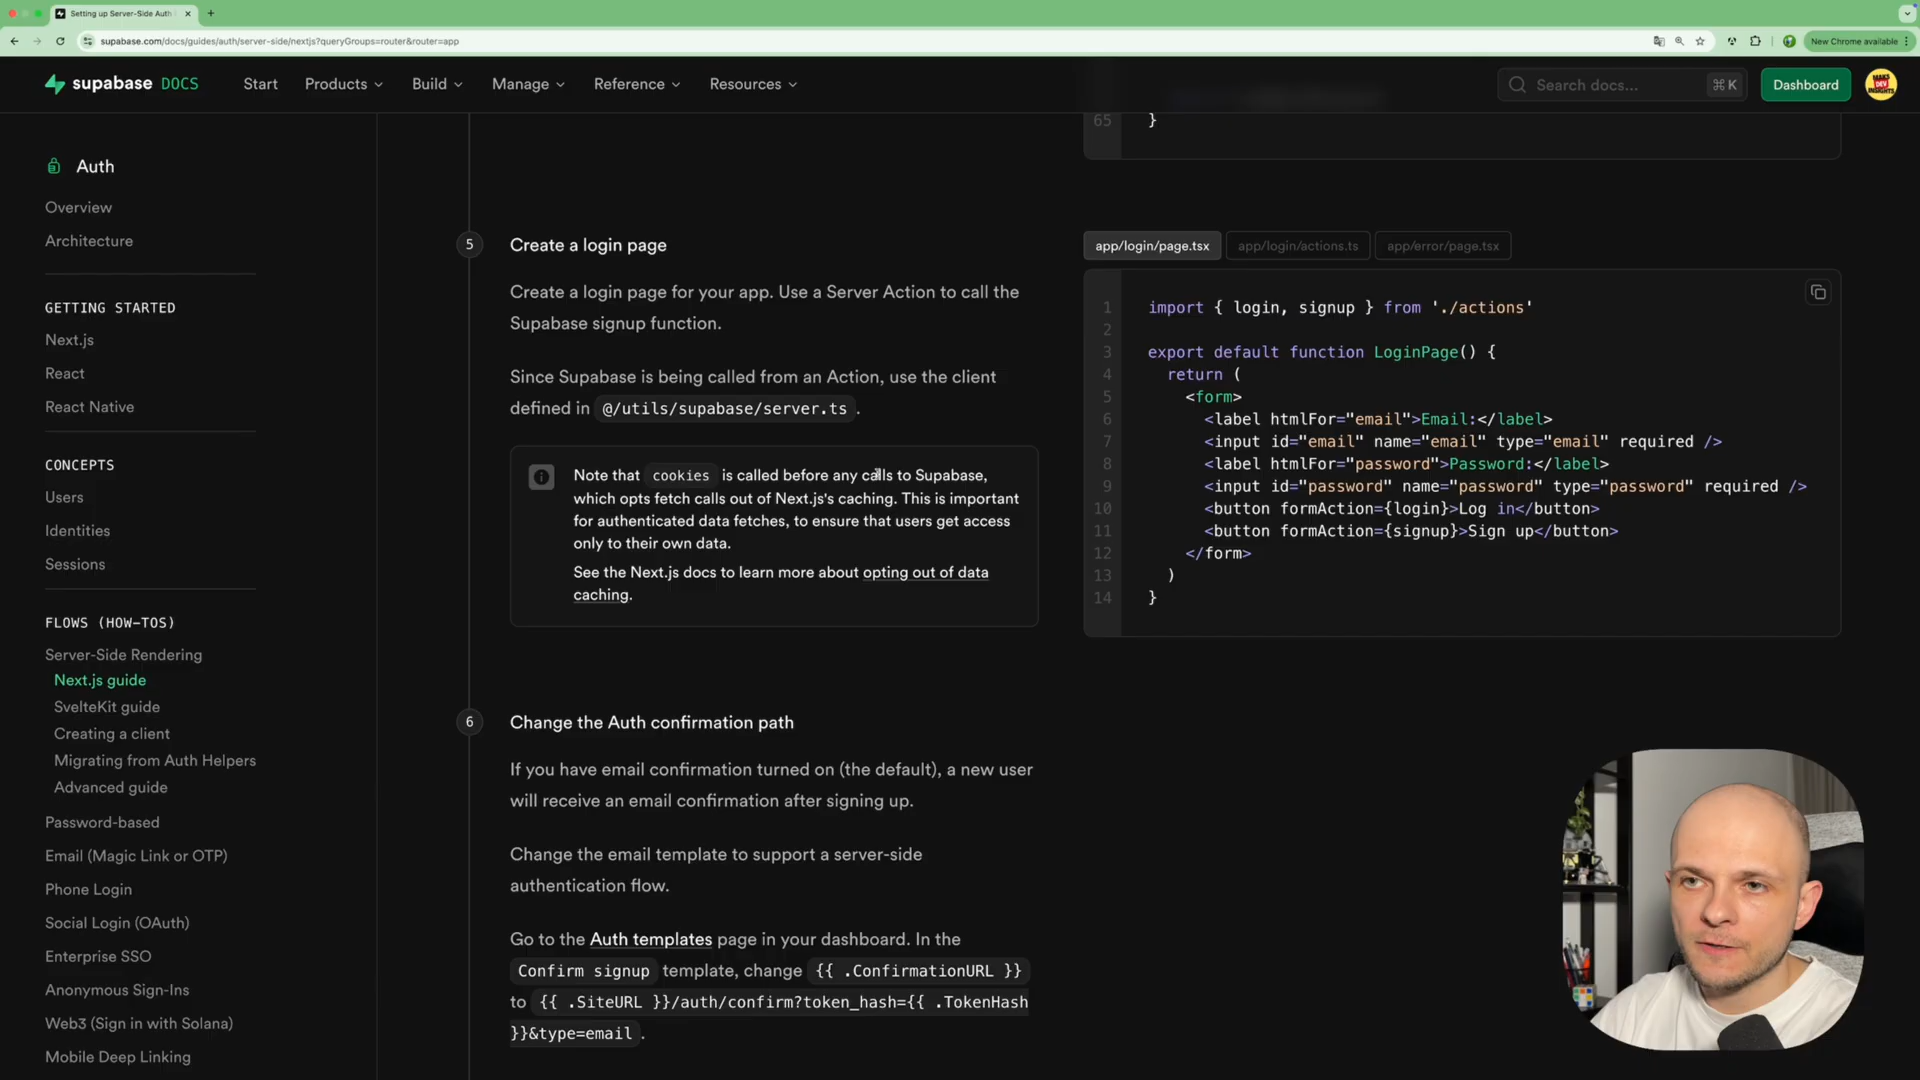 Setting up Server-Side Auth
supabase.com/docs/guides/auth/server-side/nextjs?queryGroups=router&router=app
New Chrome available
supabase DOCS
Start
Products
Build
Manage
Reference
Resources
Search docs...
⌘K
Dashboard
Auth
Overview
Architecture
GETTING STARTED
Next.js
React
React Native
CONCEPTS
Users
Identities
Sessions
FLOWS (HOW-TOS)
Server-Side Rendering
Next.js guide
SvelteKit guide
Creating a client
Migrating from Auth Helpers
Advanced guide
Password-based
Email (Magic Link or OTP)
Phone Login
Social Login (OAuth)
Enterprise SSO
Anonymous Sign-Ins
Web3 (Sign in with Solana)
Mobile Deep Linking
65 }
5
Create a login page
Create a login page for your app. Use a Server Action to call the
Supabase signup function.
Since Supabase is being called from an Action, use the client
defined in @/utils/supabase/server.ts .
Note that cookies is called before any calls to Supabase,
which opts fetch calls out of Next.js's caching. This is important
for authenticated data fetches, to ensure that users get access
only to their own data.
See the Next.js docs to learn more about opting out of data
caching.
app/login/page.tsx
app/login/actions.ts
app/error/page.tsx
1 import { login, signup } from './actions'
2
3 export default function LoginPage() {
4 return (
5 <form>
6 <label htmlFor="email">Email:</label>
7 <input id="email" name="email" type="email" required />
8 <label htmlFor="password">Password:</label>
9 <input id="password" name="password" type="password" required />
10 <button formAction={login}>Log in</button>
11 <button formAction={signup}>Sign up</button>
12 </form>
13 )
14 }
6
Change the Auth confirmation path
If you have email confirmation turned on (the default), a new user
will receive an email confirmation after signing up.
Change the email template to support a server-side
authentication flow.
Go to the Auth templates page in your dashboard. In the
Confirm signup template, change {{ .ConfirmationURL }}
to {{ .SiteURL }}/auth/confirm?token_hash={{ .TokenHash
}}&type=email .